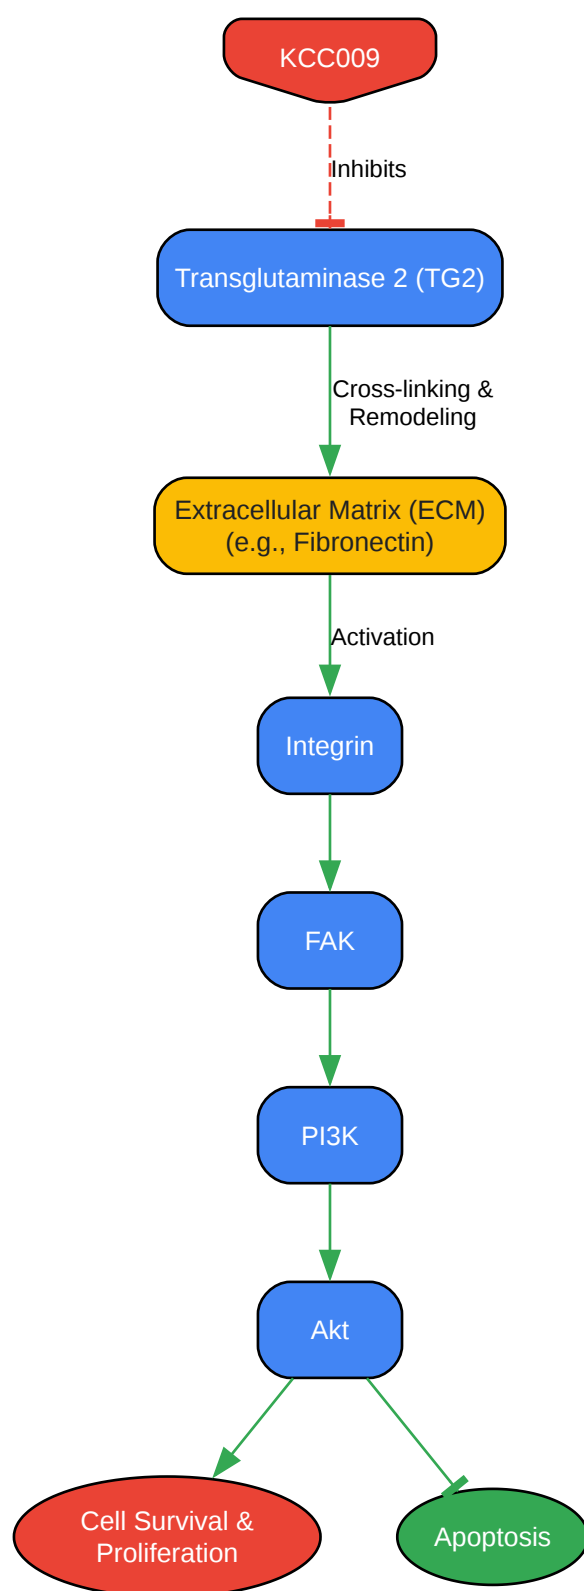 KCC009
Inhibits
Transglutaminase 2 (TG2)
Cross-linking &
Remodeling
Extracellular Matrix (ECM)
(e.g., Fibronectin)
Activation
Integrin
FAK
PI3K
Akt
Cell Survival &
Proliferation
Apoptosis